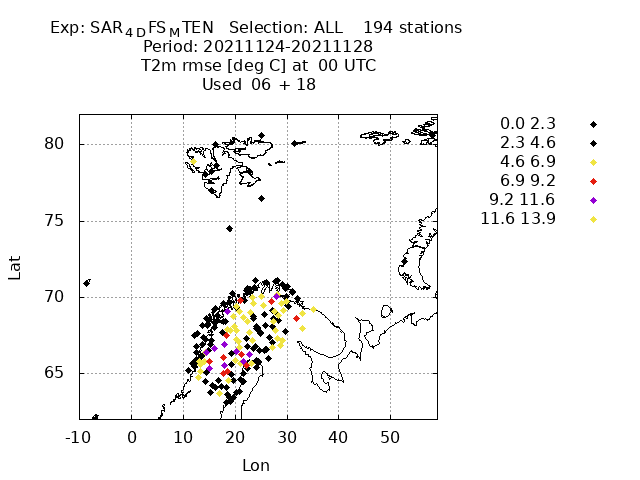 Exp: SAR4DFSMTEN Selection: ALL 194 stations
Period: 20211124-20211128
T2m rmse [deg C] at 00 UTC
Used 06 + 18
0.0 2.3
2.3 4.6
4.6 6.9
6.9 9.2
9.2 11.6
11.6 13.9
80
75
70
65
Lat
-10 0 10 20 30 40 50
Lon